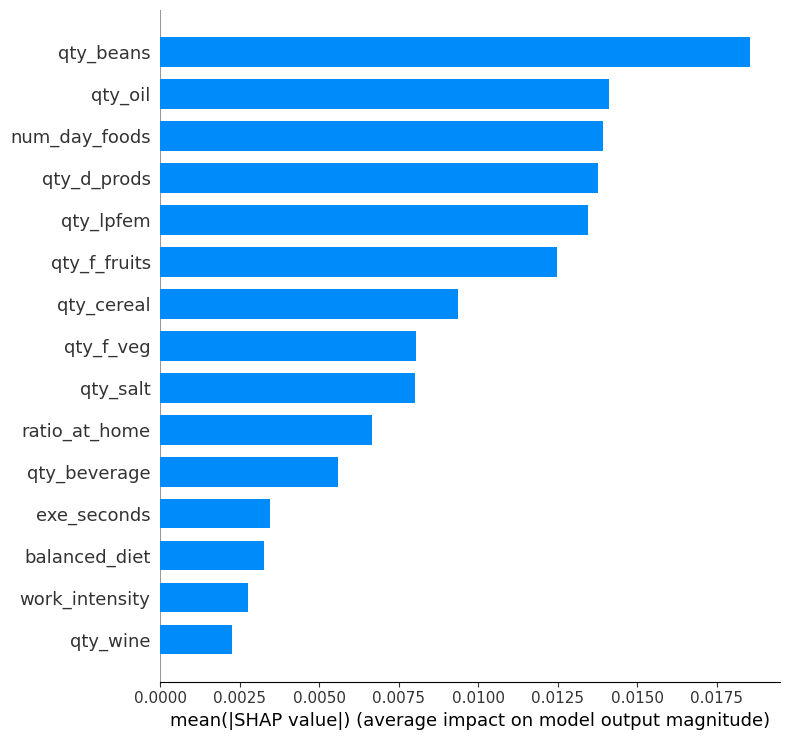 qty_beans
qty_oil
num_day_foods
qty_d_prods
qty_lpfem
qty_f_fruits
qty_cereal
qty_f_veg
qty_salt
ratio_at_home
qty_beverage
exe_seconds
balanced_diet
work_intensity
qty_wine
0.0000 0.0025 0.0050 0.0075 0.0100 0.0125 0.0150 0.0175
mean(|SHAP value|) (average impact on model output magnitude)